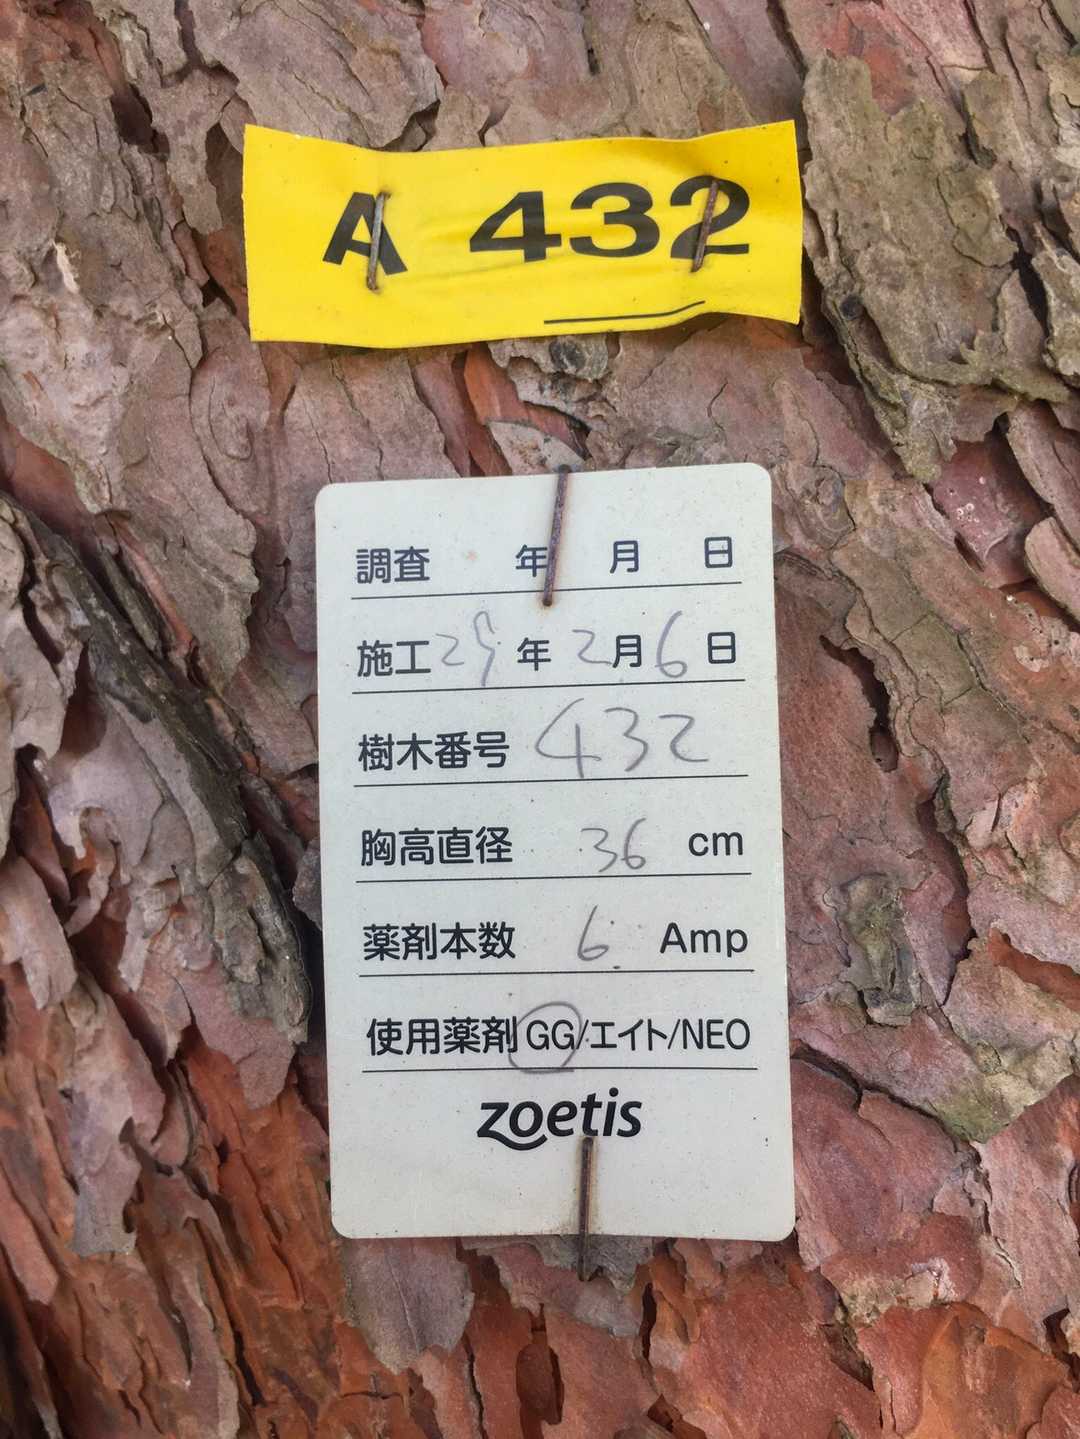 A 432
調査 年 月 日
施工 29 年 2月 6 日
樹木番号 432
胸高直径 36 cm
薬剤本数 6 Amp
使用薬剤 GG/エイト/NEO
zoetis